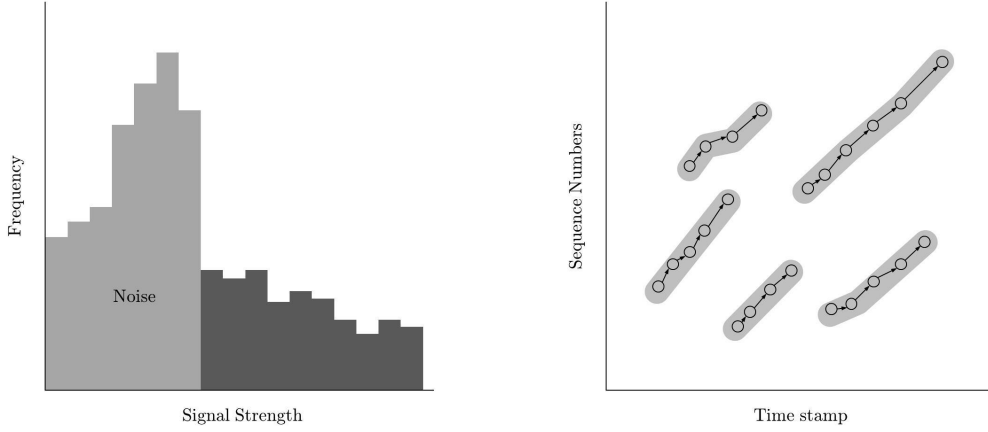 Frequency
Noise
Signal Strength
Sequence Numbers
Time stamp